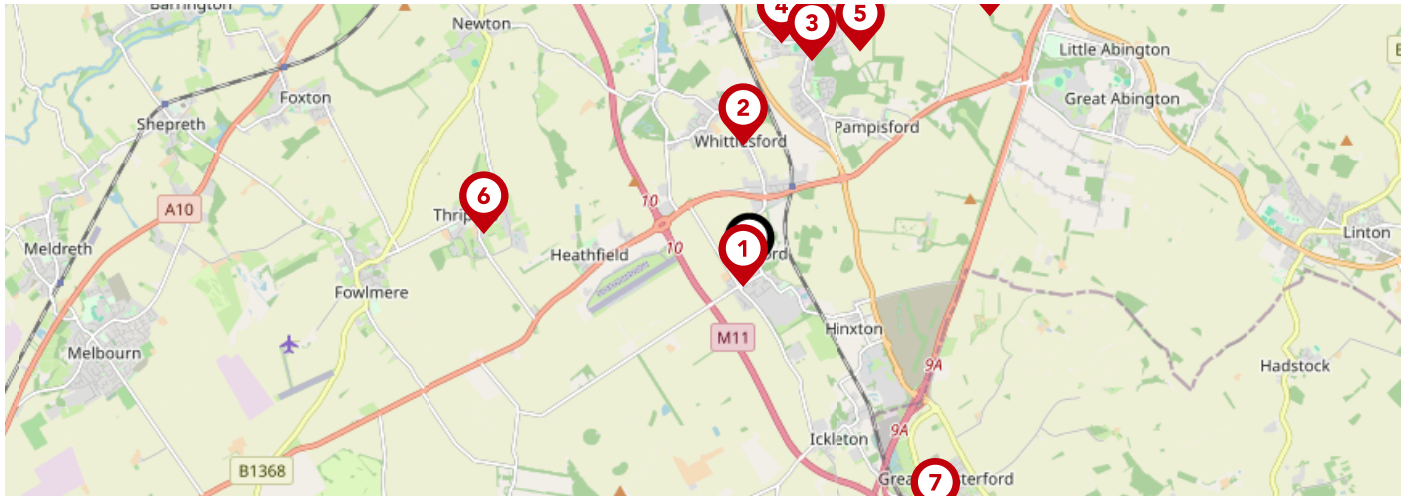 Barrington
Newton
4
3
5
Little Abington
Foxton
Great Abington
2
Shepreth
Pampisford
Whittlesford
6
10
A10
Linton
Meldreth
1
10
Heathfield
Fowlmere
Hinxton
M11
Melbourn
9A
Hadstock
9A
Ickleton
B1368
7